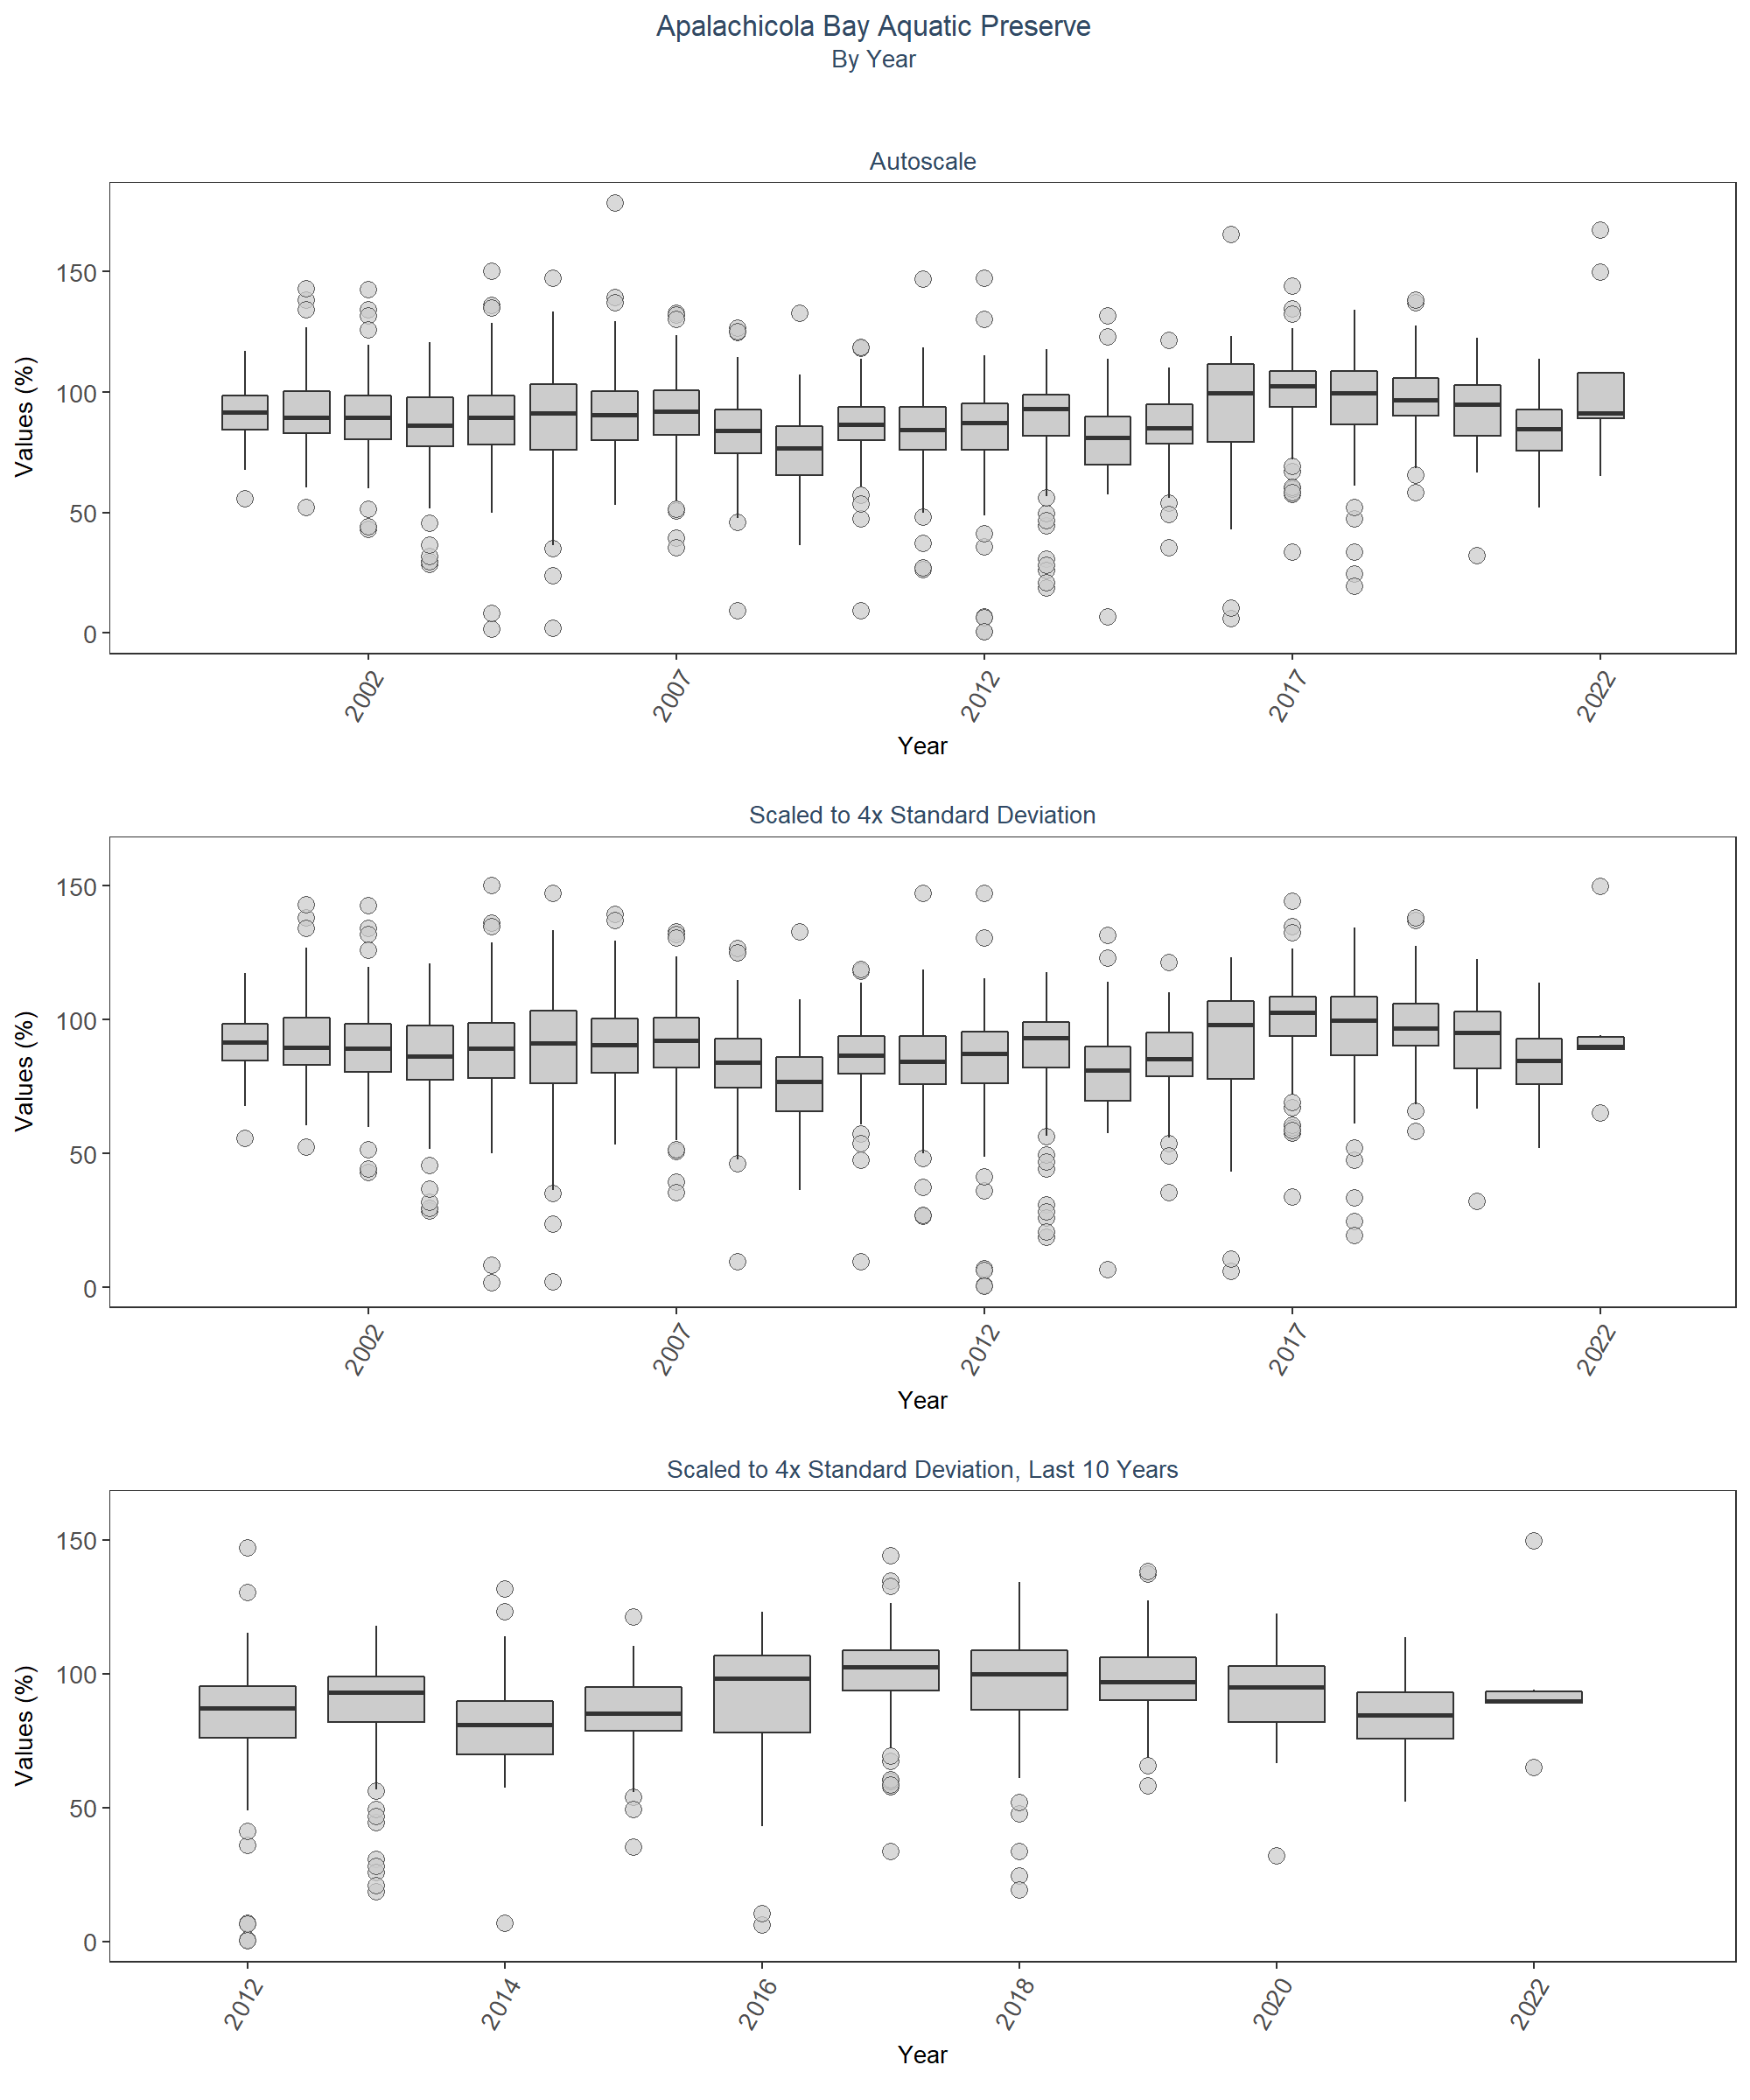 Apalachicola Bay Aquatic Preserve
By Year
Autoscale
Values (%)
150
100
50
0
2002 2007 2012 2017 2022
Year
Scaled to 4x Standard Deviation
Values (%)
150
100
50
0
2002 2007 2012 2017 2022
Year
Scaled to 4x Standard Deviation, Last 10 Years
Values (%)
150
100
50
0
2012 2014 2016 2018 2020 2022
Year